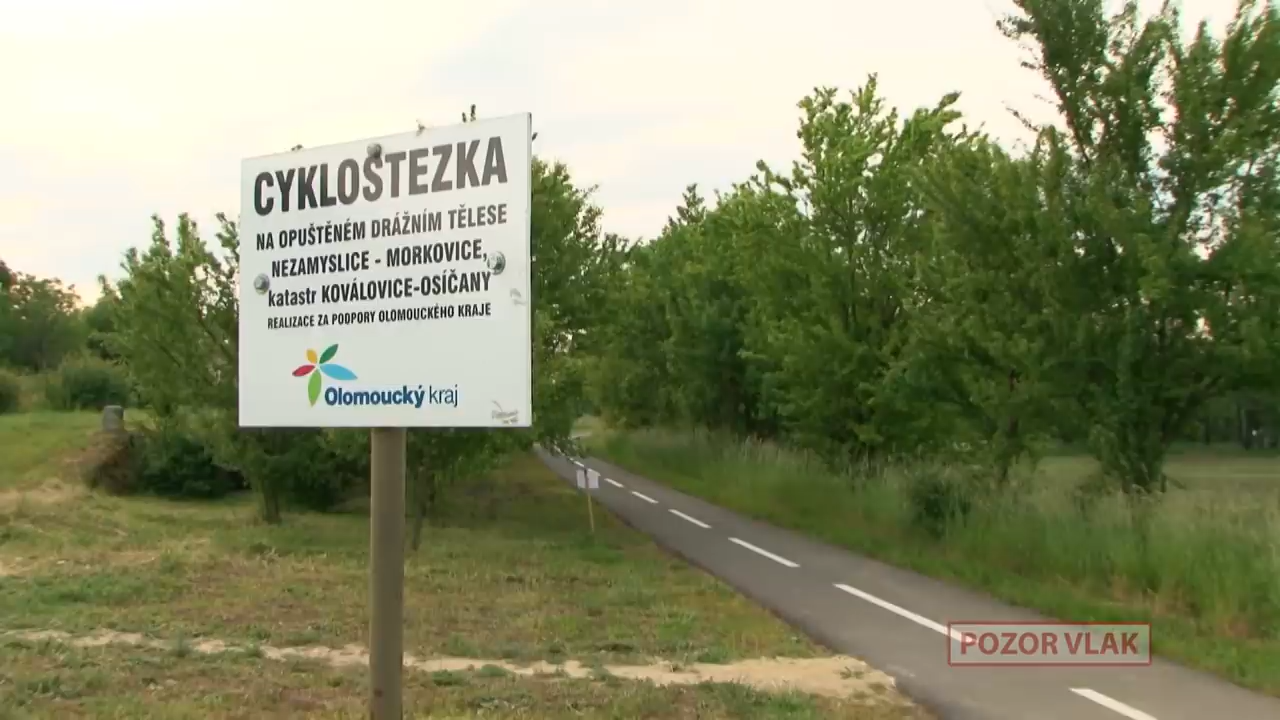 CYKLOSTEZKA
NA OPUŠTĚNÉM DRÁŽNÍM TĚLESE
NEZAMYSLICE - MORKOVICE,
katastr KOVÁLOVICE-OSÍČANY
REALIZACE ZA PODPORY OLOMOUCKÉHO KRAJE
Olomoucký kraj
POZOR VLAK